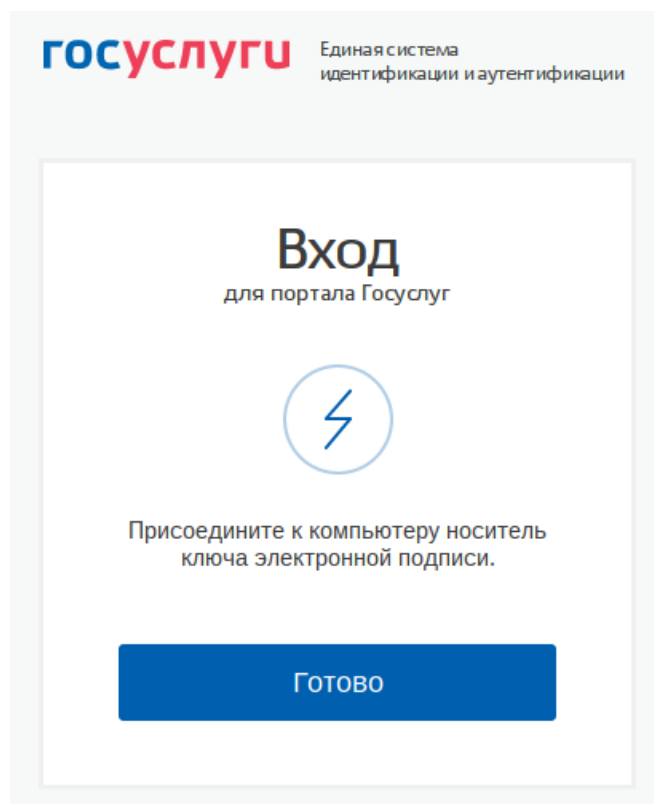 госуслуги
Единая система
идентификации и аутентификации
Вход
для портала Госуслуг
Присоедините к компьютеру носитель
ключа электронной подписи.
Готово